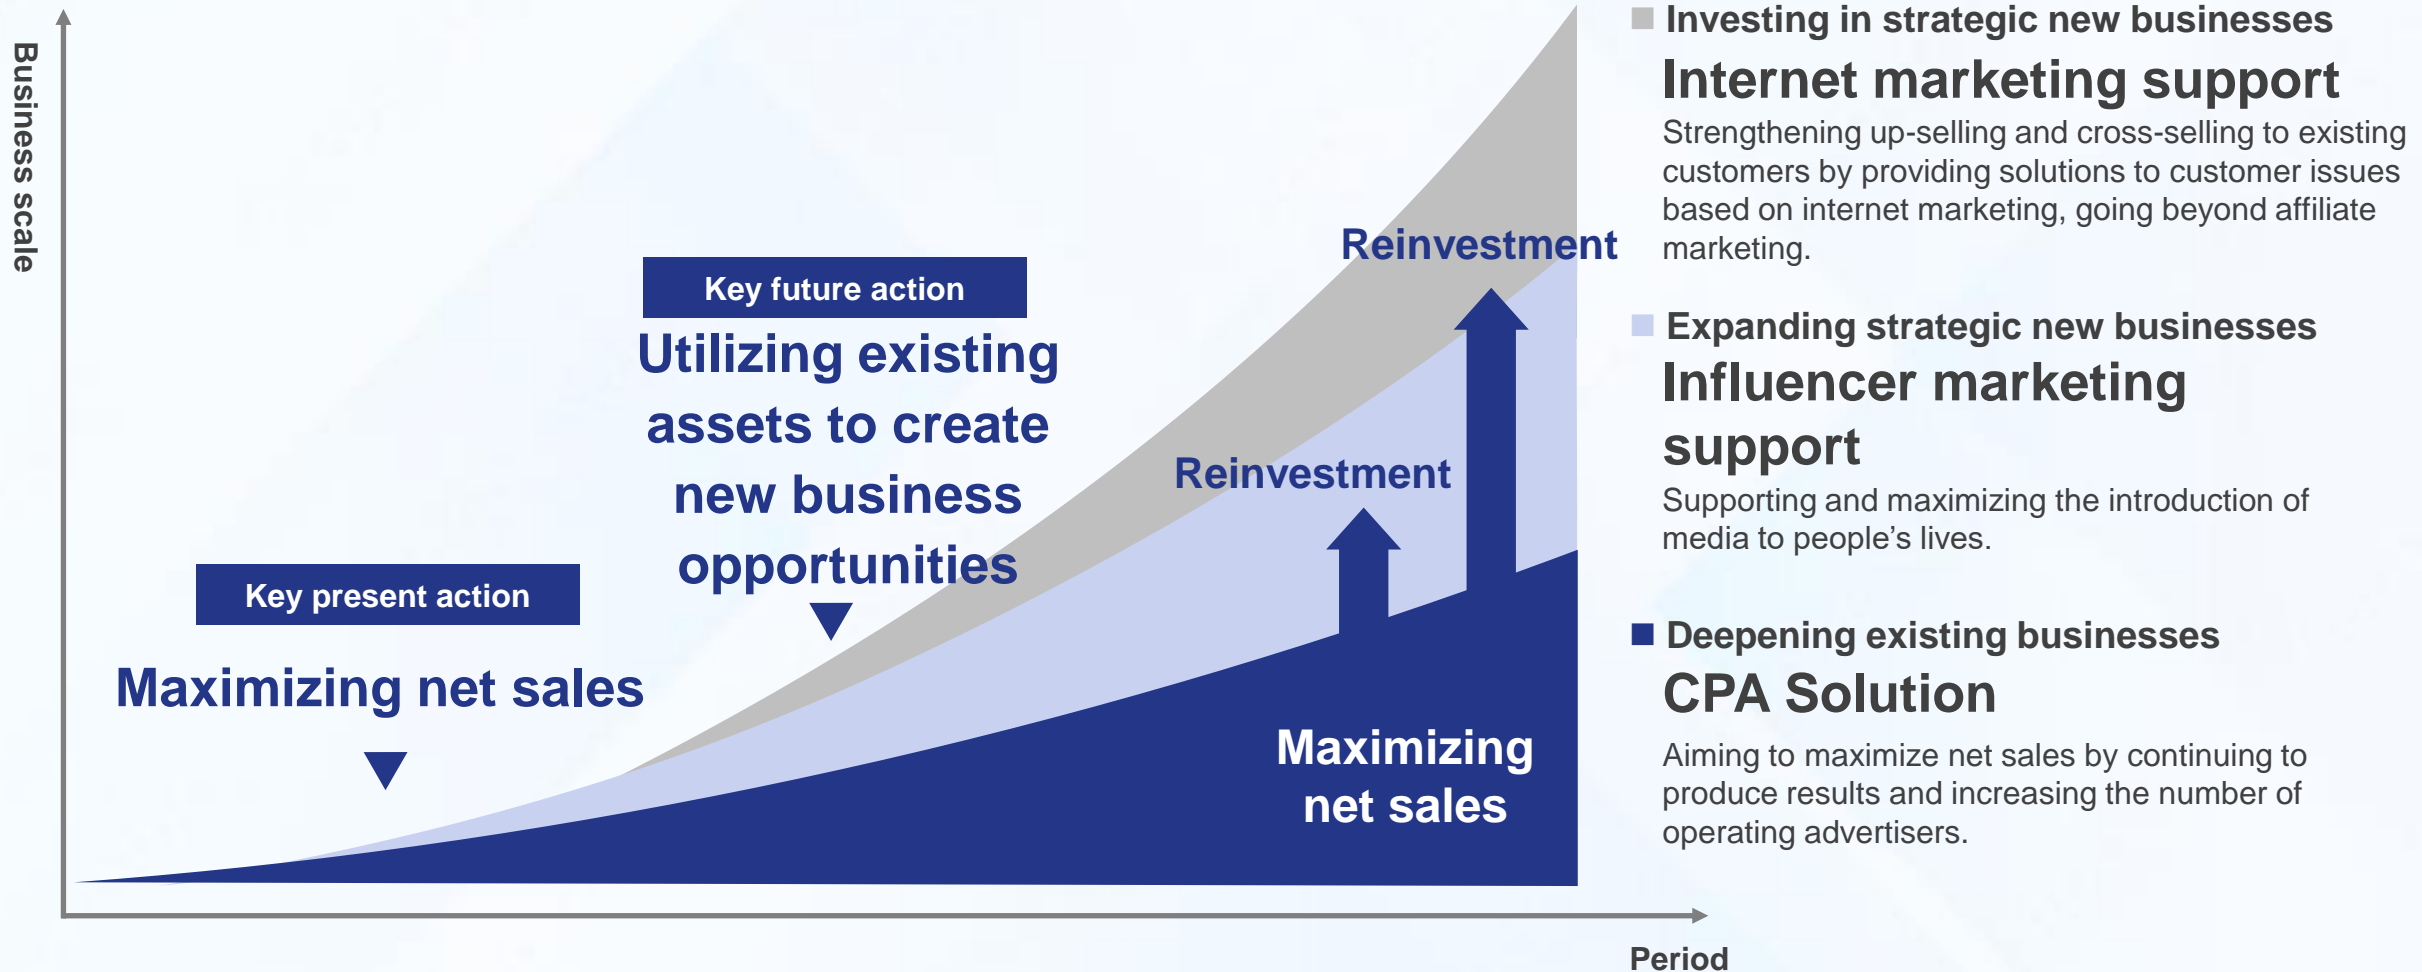 Business scale
Key present action
Maximizing net sales
Key future action
Utilizing existing
assets to create
new business
opportunities
Reinvestment
Reinvestment
Maximizing
net sales
Period
Investing in strategic new businesses
Internet marketing support
Strengthening up-selling and cross-selling to existing
customers by providing solutions to customer issues
based on internet marketing, going beyond affiliate
marketing.
Expanding strategic new businesses
Influencer marketing
support
Supporting and maximizing the introduction of
media to people’s lives.
Deepening existing businesses
CPA Solution
Aiming to maximize net sales by continuing to
produce results and increasing the number of
operating advertisers.